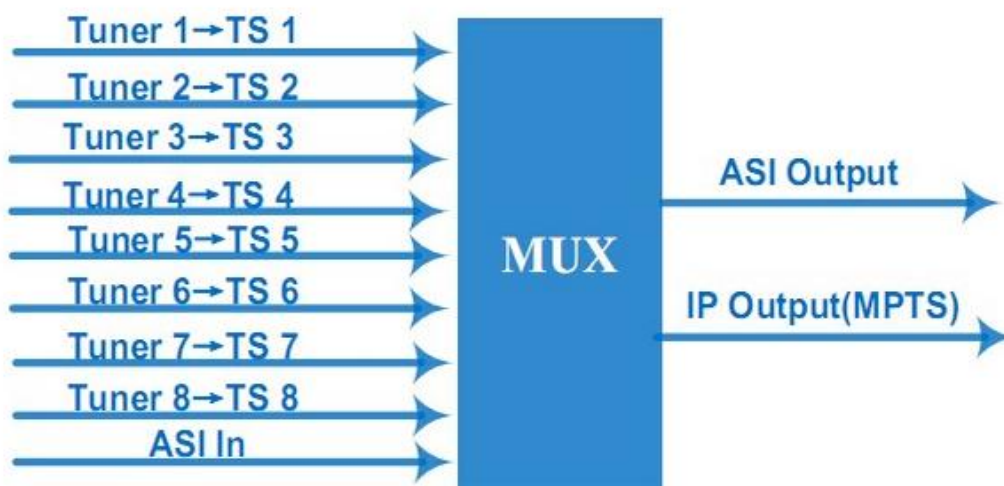 Tuner 1→TS 1
Tuner 2→TS 2
Tuner 3→TS 3
Tuner 4→TS 4
Tuner 5→TS 5
Tuner 6→TS 6
Tuner 7→TS 7
Tuner 8→TS 8
ASI In
MUX
ASI Output
IP Output(MPTS)